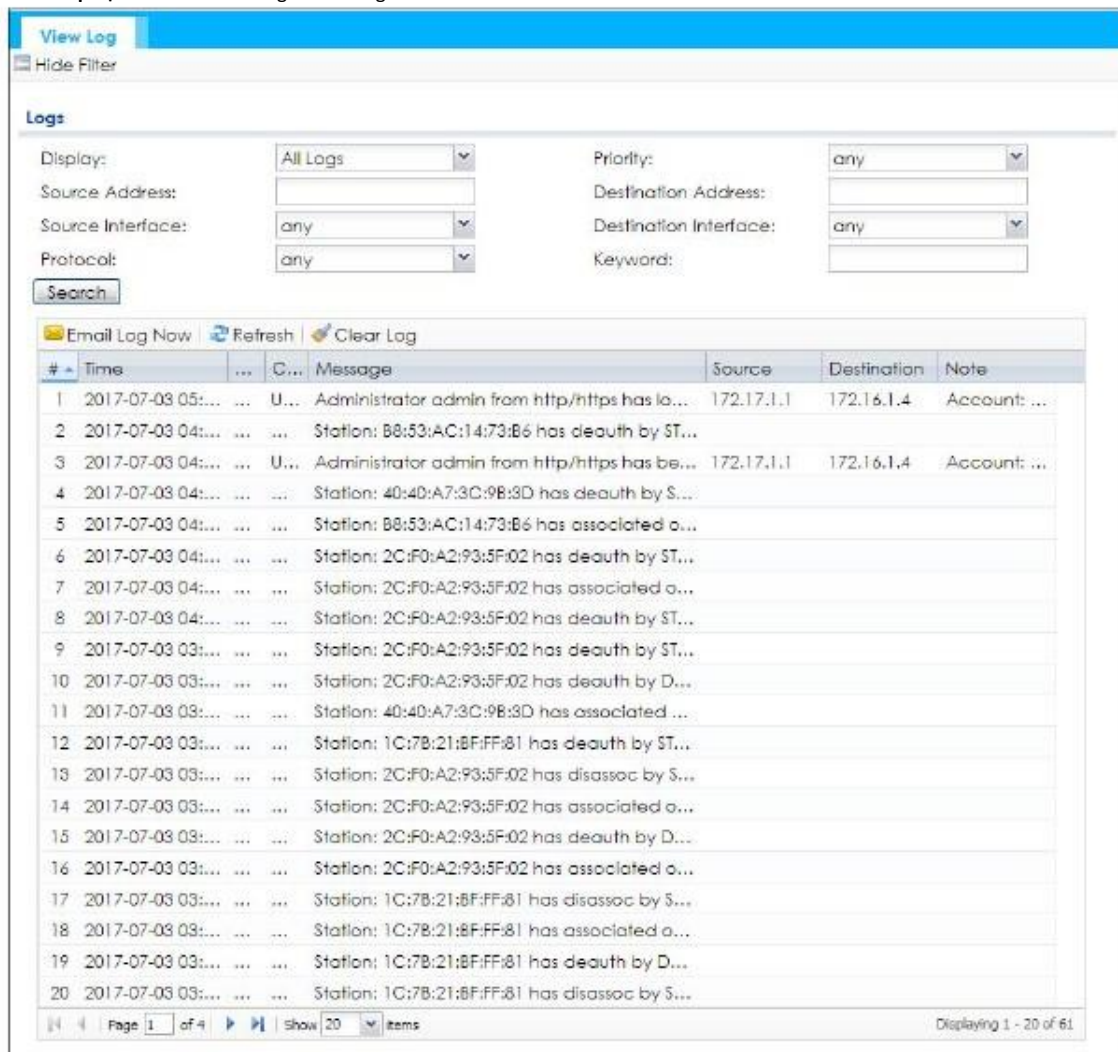 View Log
Hide Filter
Logs
Display: All Logs Priority: any
Source Address: Destination Address:
Source Interface: any Destination Interface: any
Protocol: any Keyword:
Search
Email Log Now Refresh Clear Log
# Time ... C... Message Source Destination Note
1 2017-07-03 05:... ... U... Administrator admin from http/https has lo... 172.17.1.1 172.16.1.4 Account: ...
2 2017-07-03 04:... ... ... Station: B8:53:AC:14:73:B6 has deauth by ST...
3 2017-07-03 04:... ... U... Administrator admin from http/https has be... 172.17.1.1 172.16.1.4 Account: ...
4 2017-07-03 04:... ... ... Station: 40:40:A7:3C:9B:3D has deauth by S...
5 2017-07-03 04:... ... ... Station: B8:53:AC:14:73:B6 has associated o...
6 2017-07-03 04:... ... ... Station: 2C:F0:A2:93:5F:02 has deauth by ST...
7 2017-07-03 04:... ... ... Station: 2C:F0:A2:93:5F:02 has associated o...
8 2017-07-03 04:... ... ... Station: 2C:F0:A2:93:5F:02 has deauth by ST...
9 2017-07-03 03:... ... ... Station: 2C:F0:A2:93:5F:02 has deauth by ST...
10 2017-07-03 03:... ... ... Station: 2C:F0:A2:93:5F:02 has deauth by D...
11 2017-07-03 03:... ... ... Station: 40:40:A7:3C:9B:3D has associated ...
12 2017-07-03 03:... ... ... Station: 1C:7B:21:BF:FF:81 has deauth by ST...
13 2017-07-03 03:... ... ... Station: 2C:F0:A2:93:5F:02 has disassoc by S...
14 2017-07-03 03:... ... ... Station: 2C:F0:A2:93:5F:02 has associated o...
15 2017-07-03 03:... ... ... Station: 2C:F0:A2:93:5F:02 has deauth by D...
16 2017-07-03 03:... ... ... Station: 2C:F0:A2:93:5F:02 has associated o...
17 2017-07-03 03:... ... ... Station: 1C:7B:21:BF:FF:81 has disassoc by S...
18 2017-07-03 03:... ... ... Station: 1C:7B:21:BF:FF:81 has associated o...
19 2017-07-03 03:... ... ... Station: 1C:7B:21:BF:FF:81 has deauth by D...
20 2017-07-03 03:... ... ... Station: 1C:7B:21:BF:FF:81 has disassoc by S...
Page 1 of 4 Show 20 items Displaying 1 - 20 of 61